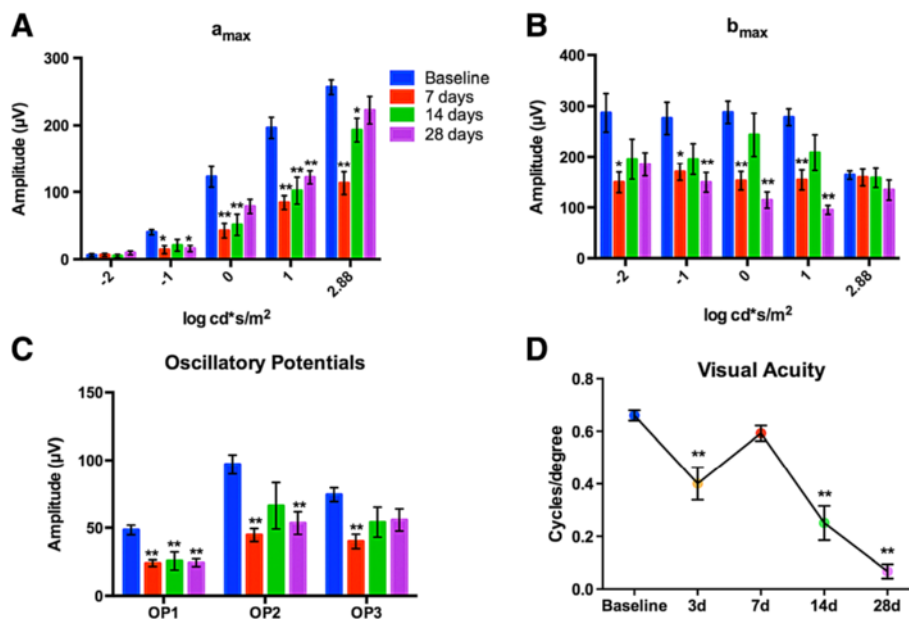 A
a_max
Amplitude (µV)
300
200
100
0
-2
-1
0
1
2.88
log cd*s/m²
*
*
**
**
**
**
**
**
*
Baseline
7 days
14 days
28 days
B
b_max
Amplitude (µV)
400
300
200
100
0
-2
-1
0
1
2.88
log cd*s/m²
*
*
**
**
**
**
**
C
Oscillatory Potentials
Amplitude (µV)
150
100
50
0
OP1
OP2
OP3
**
**
**
**
**
**
D
Visual Acuity
Cycles/degree
0.8
0.6
0.4
0.2
0.0
Baseline
3d
7d
14d
28d
**
**
**